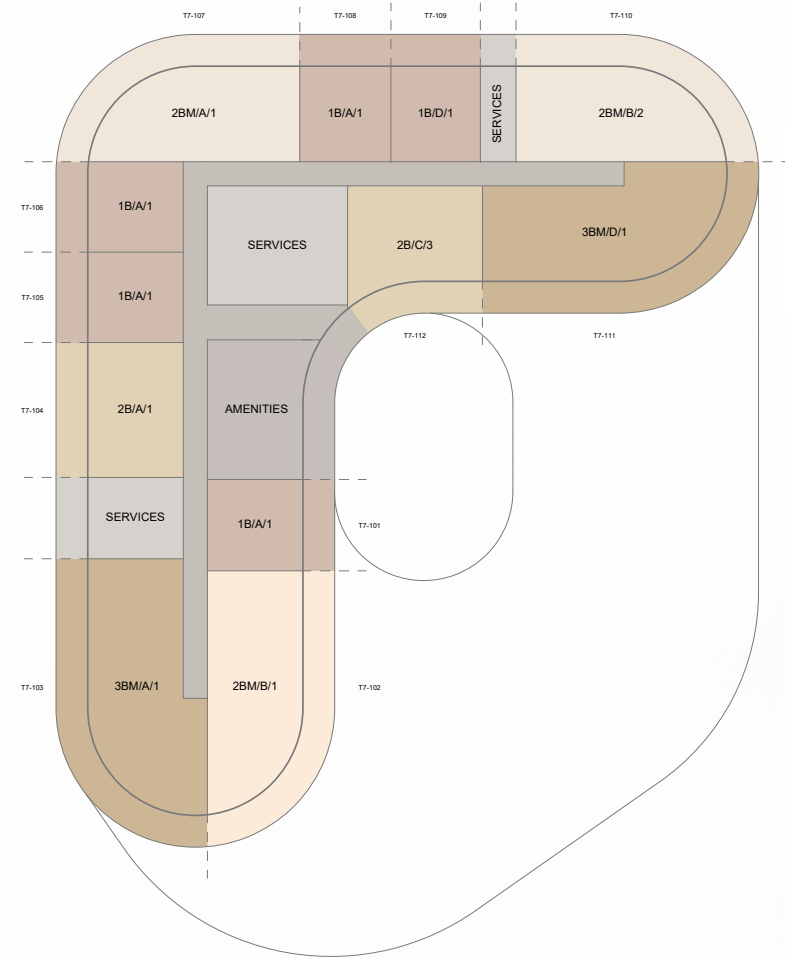 T7-107
T7-108
T7-109
T7-110
2BM/A/1
1B/A/1
1B/D/1
SERVICES
2BM/B/2
T7-106
1B/A/1
SERVICES
2B/C/3
3BM/D/1
T7-105
1B/A/1
T7-112
T7-111
T7-104
2B/A/1
AMENITIES
SERVICES
1B/A/1
T7-101
T7-103
3BM/A/1
2BM/B/1
T7-102